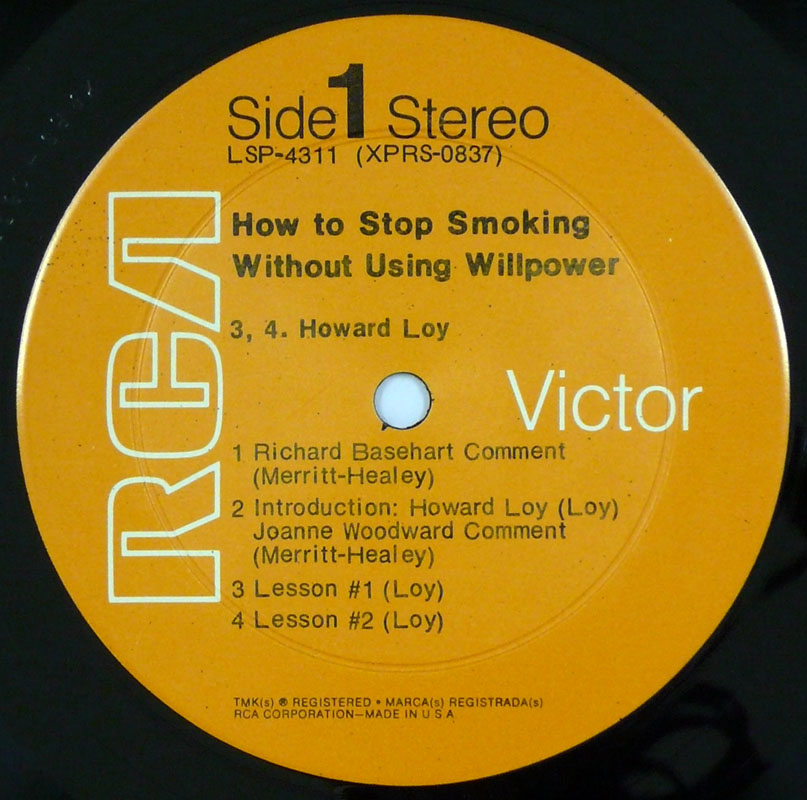 Side 1 Stereo
LSP-4311 (XPRS-0837)
RCA
How to Stop Smoking
Without Using Willpower
3, 4. Howard Loy
Victor
1 Richard Basehart Comment
(Merritt-Healey)
2 Introduction: Howard Loy (Loy)
Joanne Woodward Comment
(Merritt-Healey)
3 Lesson #1 (Loy)
4 Lesson #2 (Loy)
TMK(s) ® REGISTERED • MARCA(s) REGISTRADA(s)
RCA CORPORATION—MADE IN U S A